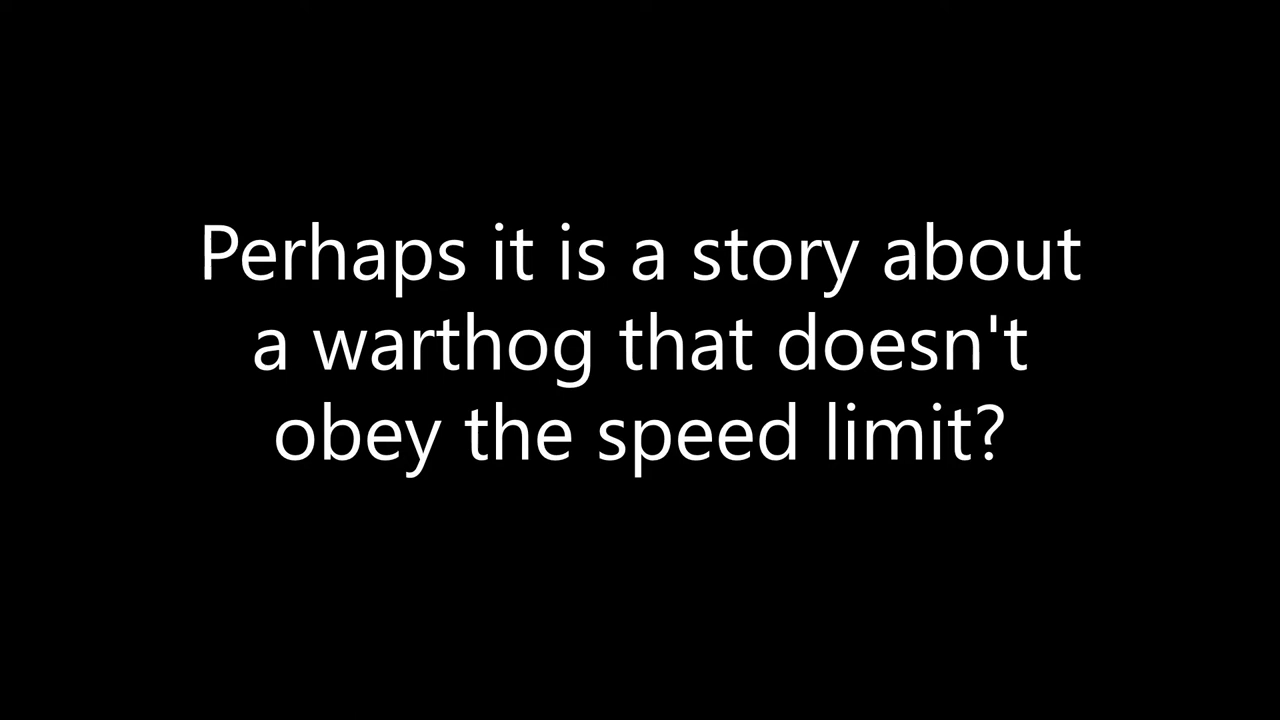 Perhaps it is a story about
a warthog that doesn't
obey the speed limit?